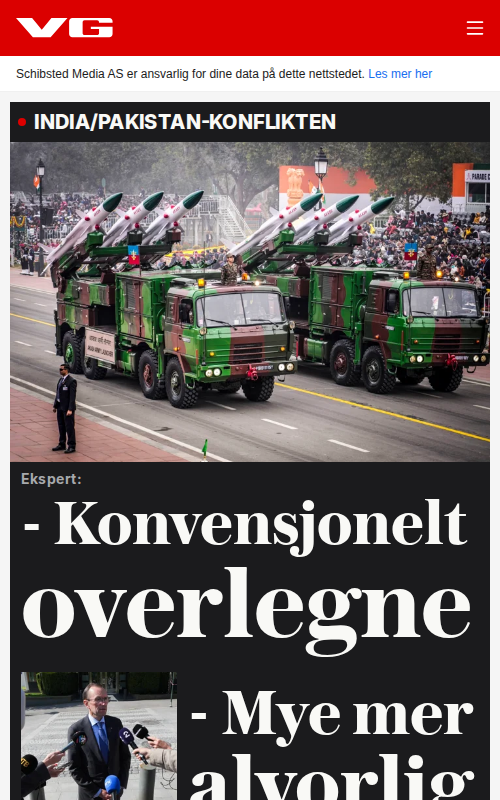 VG
Schibsted Media AS er ansvarlig for dine data på dette nettstedet. Les mer her
INDIA/PAKISTAN-KONFLIKTEN
Ekspert:
- Konvensjonelt
overlegne
- Mye mer
alvorlig